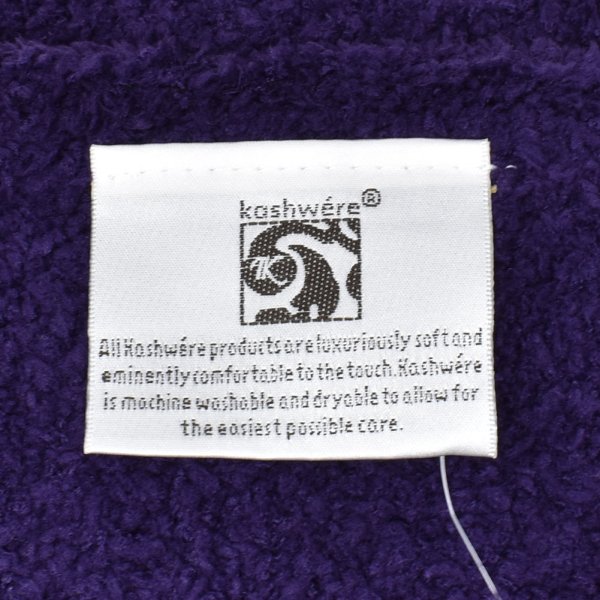 kashwére®
K
All Kashwére products are luxuriously soft and
eminently comfortable to the touch. Kashwére
is machine washable and dryable to allow for
the easiest possible care.